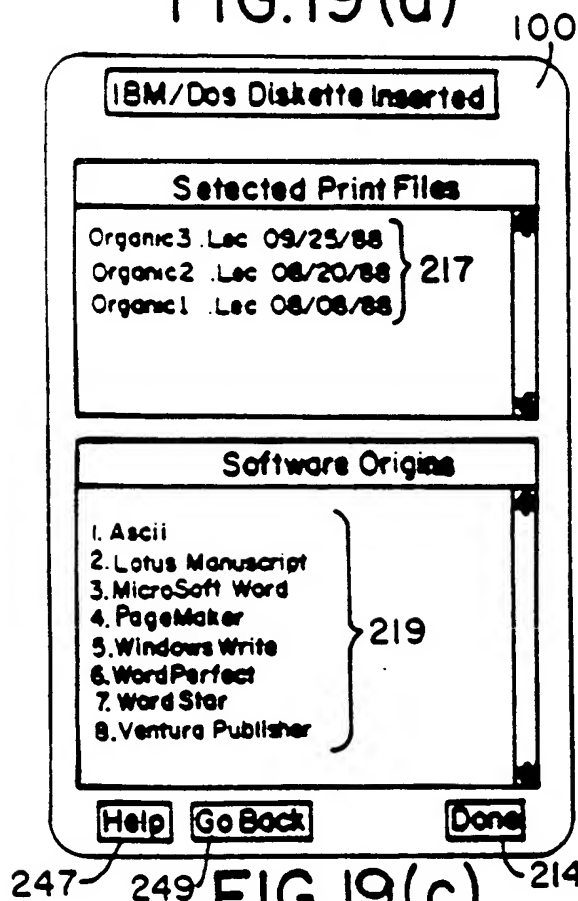 FIG.19(d)
100
IBM/Dos Diskette Inserted
Selected Print Files
Organic3 .Lec 09/25/88
Organic2 .Lec 08/20/88
Organic1 .Lec 08/08/88
217
Software Origins
1. Ascii
2. Lotus Manuscript
3. MicroSoft Word
4. PageMaker
5. Windows Write
6. WordPerfect
7. Word Star
8. Ventura Publisher
219
Help Go Back Done
247 249 FIG.19(c) 214